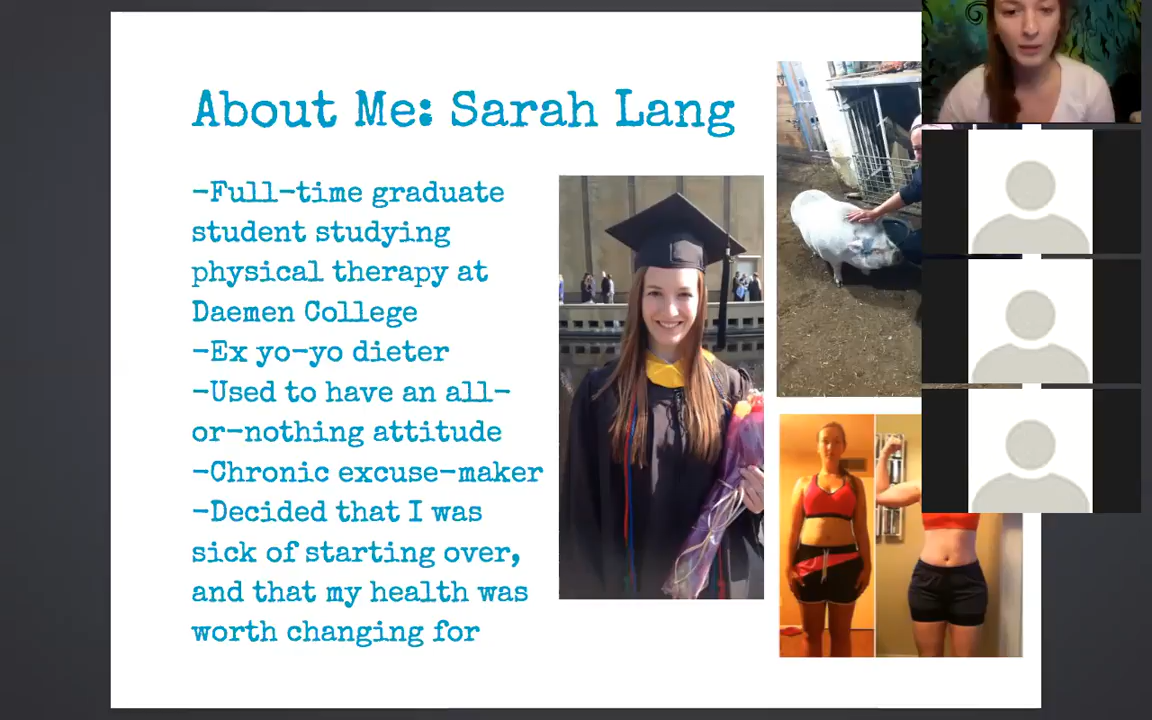 About Me: Sarah Lang
-Full-time graduate
student studying
physical therapy at
Daemen College
-Ex yo-yo dieter
-Used to have an all-
or-nothing attitude
-Chronic excuse-maker
-Decided that I was
sick of starting over,
and that my health was
worth changing for